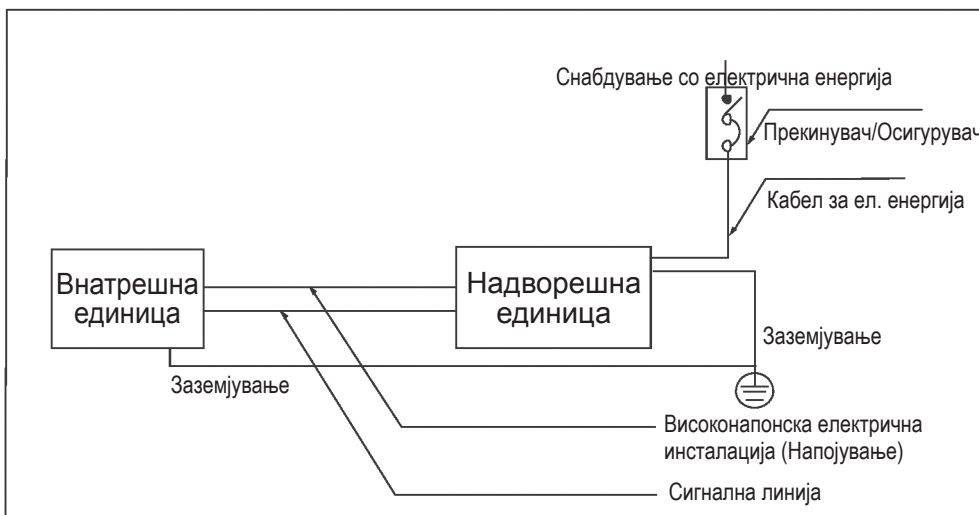 Снабдување со електрична енергија
Прекинувач/Осигурувач
Кабел за ел. енергија
Внатрешна
единица
Надворешна
единица
Заземјување
Заземјување
Високонапонска електрична
инсталација (Напојување)
Сигнална линија